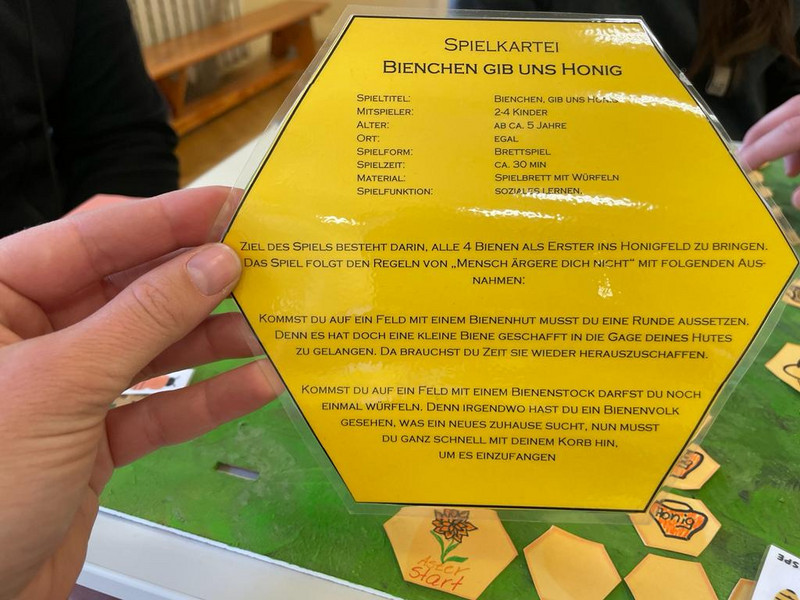 SPIELKARTEI
BIENCHEN GIB UNS HONIG
SPIELTITEL: BIENCHEN, GIB UNS HONIG
MITSPIELER: 2-4 KINDER
ALTER: AB CA. 5 JAHRE
ORT: EGAL
SPIELFORM: BRETTSPIEL
SPIELZEIT: CA. 30 MIN
MATERIAL: SPIELBRETT MIT WÜRFELN
SPIELFUNKTION: SOZIALES LERNEN,
ZIEL DES SPIELS BESTEHT DARIN, ALLE 4 BIENEN ALS ERSTER INS HONIGFELD ZU BRINGEN.
DAS SPIEL FOLGT DEN REGELN VON „MENSCH ÄRGERE DICH NICHT“ MIT FOLGENDEN AUS-
NAHMEN:
KOMMST DU AUF EIN FELD MIT EINEM BIENENHUT MUSST DU EINE RUNDE AUSSETZEN.
DENN ES HAT DOCH EINE KLEINE BIENE GESCHAFFT IN DIE GAGE DEINES HUTES
ZU GELANGEN. DA BRAUCHST DU ZEIT SIE WIEDER HERAUSZUSCHAFFEN.
KOMMST DU AUF EIN FELD MIT EINEM BIENENSTOCK DARFST DU NOCH
EINMAL WÜRFELN. DENN IRGENDWO HAST DU EIN BIENENVOLK
GESEHEN, WAS EIN NEUES ZUHAUSE SUCHT, NUN MUSST
DU GANZ SCHNELL MIT DEINEM KORB HIN,
UM ES EINZUFANGEN
Honig
Start